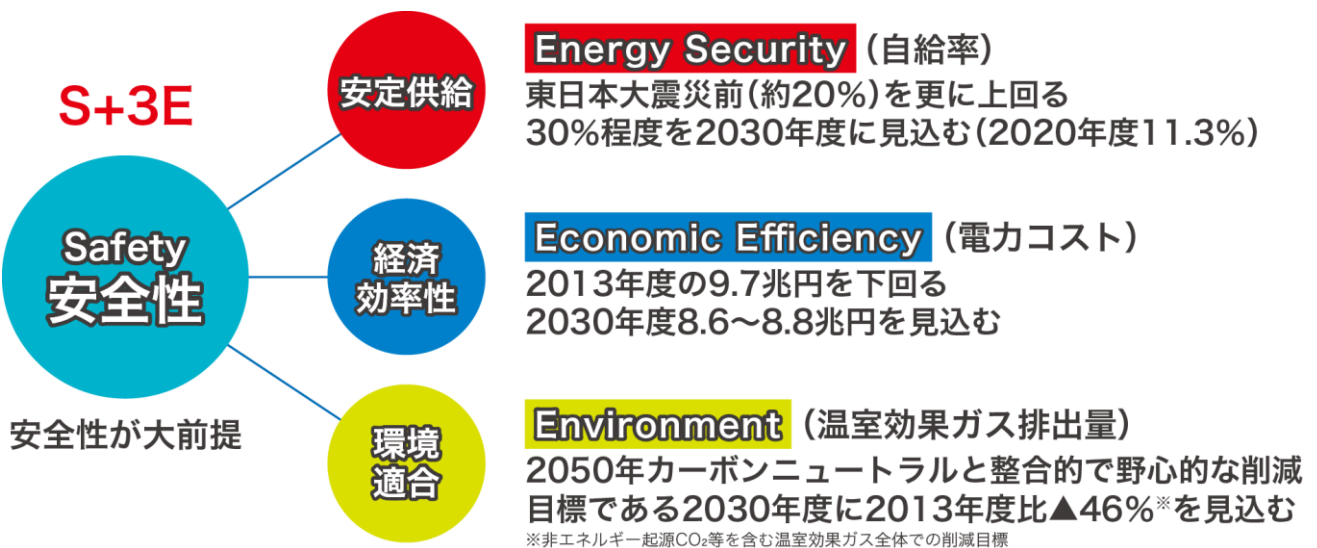 S+3E
Safety
安全性
安全性が大前提
安定供給
Energy Security（自給率）
東日本大震災前（約20%）を更に上回る
30%程度を2030年度に見込む（2020年度11.3%）
経済
効率性
Economic Efficiency（電力コスト）
2013年度の9.7兆円を下回る
2030年度8.6～8.8兆円を見込む
環境
適合
Environment（温室効果ガス排出量）
2050年カーボンニュートラルと整合的で野心的な削減
目標である2030年度に2013年度比▲46%※を見込む
※非エネルギー起源CO₂等を含む温室効果ガス全体での削減目標